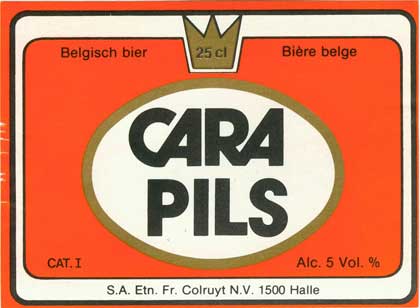 Belgisch bier 25 cl Bière belge
CARA
PILS
CAT. I Alc. 5 Vol. %
S.A. Etn. Fr. Colruyt N.V. 1500 Halle